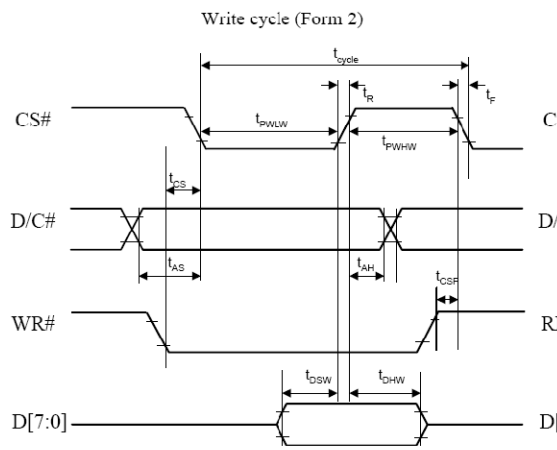 Write cycle (Form 2)
tcycle
tR
tF
CS#
C
tPWLW
tPWHW
tCS
D/C#
D/
tAS
tAH
tCSF
WR#
R
tDSW
tDHW
D[7:0]
D[